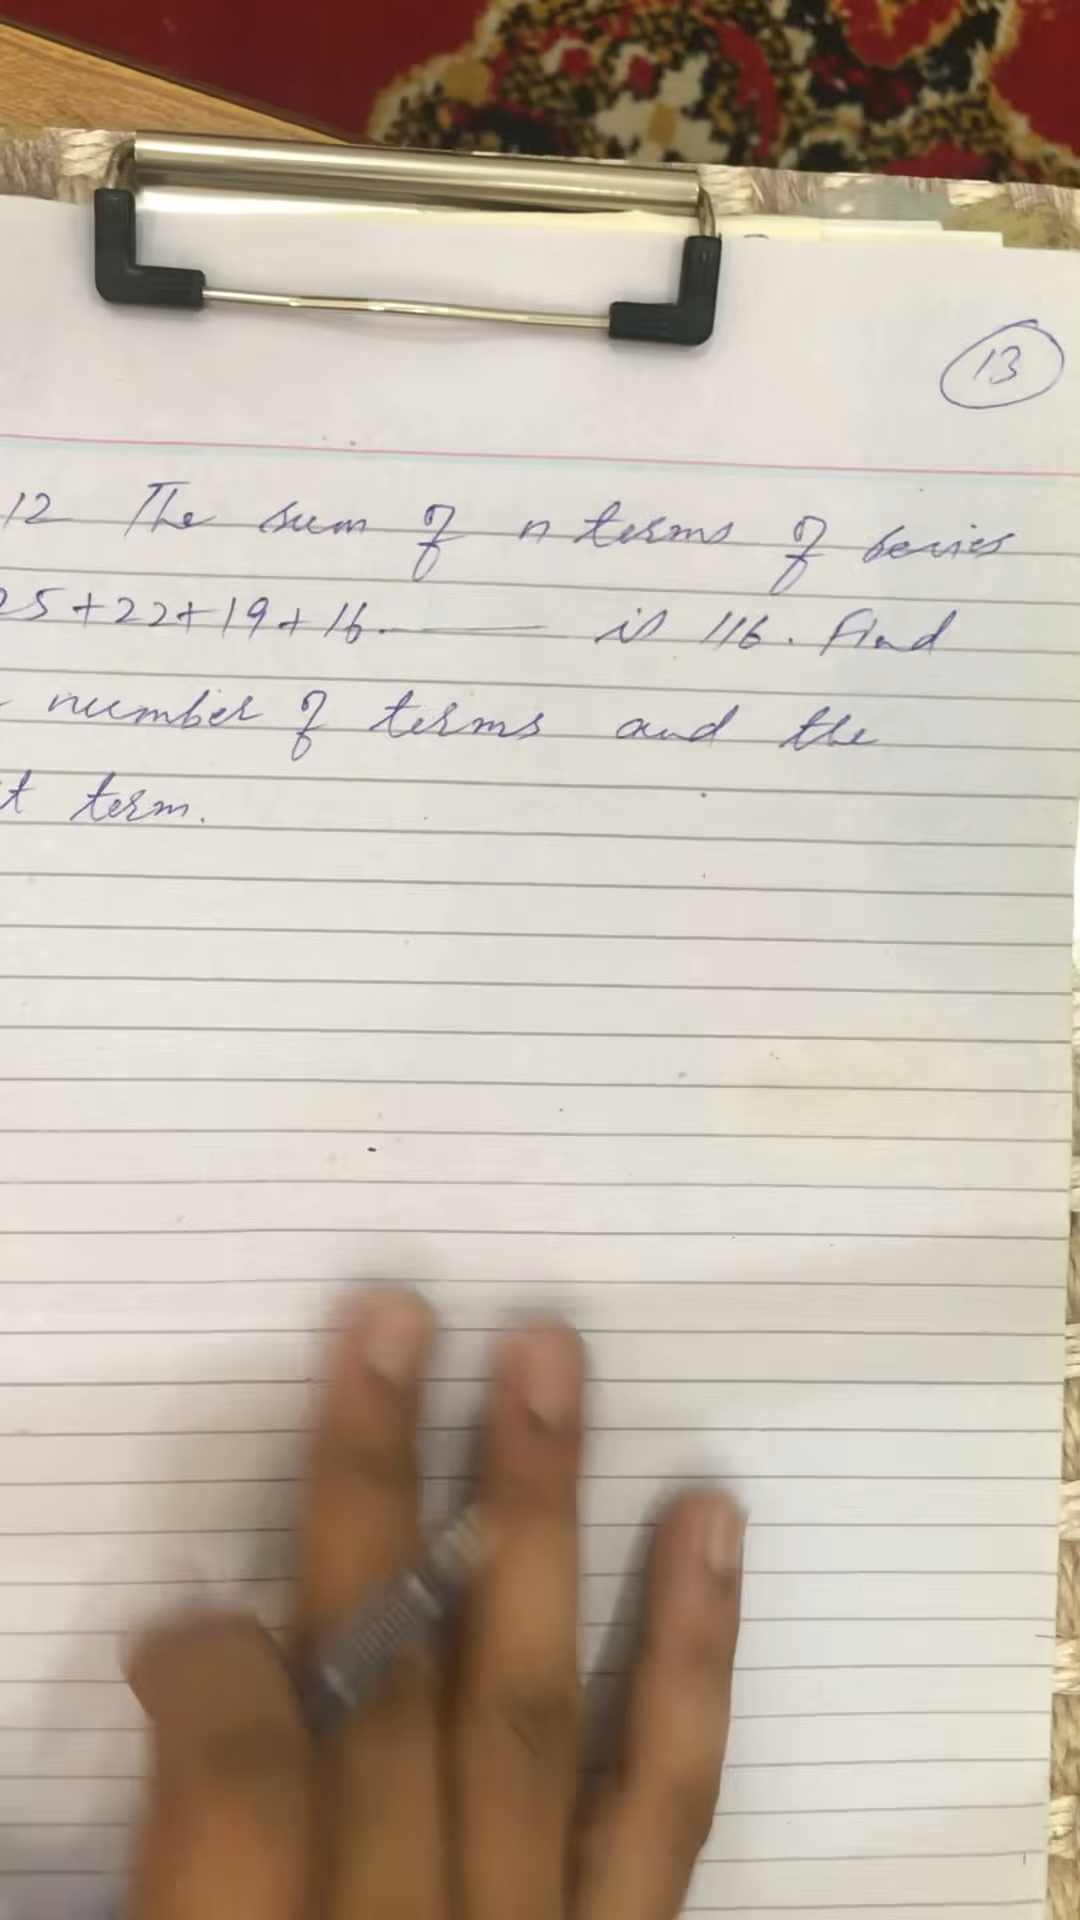 13
12 The sum of n terms of series
25+22+19+16. is 116. Find
number of terms and the
t term.